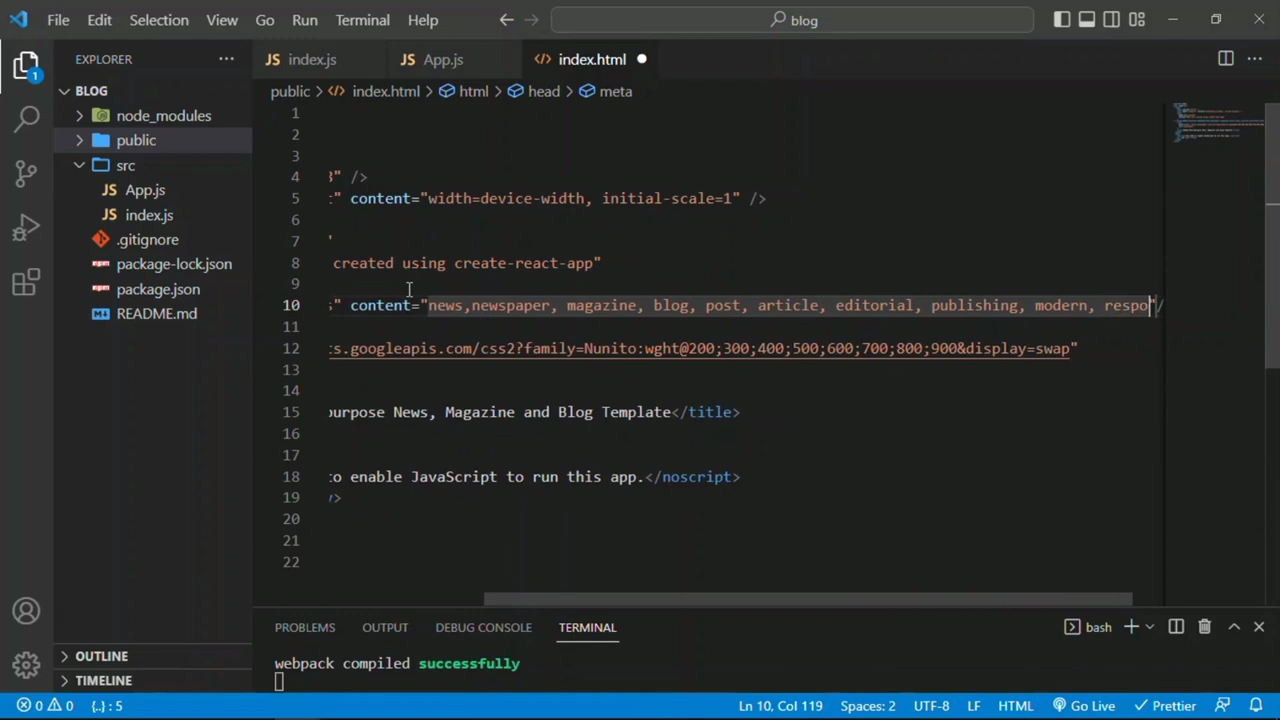 File Edit Selection View Go Run Terminal Help blog
EXPLORER
index.js App.js index.html
BLOG
public > index.html > html > head > meta
node_modules
public
src
App.js
index.js
.gitignore
package-lock.json
package.json
README.md
1
1
2
3
4 3" />
5 :" content="width=device-width, initial-scale=1" />
6
7 "
8 created using create-react-app"
9
10 s" content="news,newspaper, magazine, blog, post, article, editorial, publishing, modern, respo"/
11
12 ts.googleapis.com/css2?family=Nunito:wght@200;300;400;500;600;700;800;900&display=swap"
13
14
15 purpose News, Magazine and Blog Template</title>
16
17
18 to enable JavaScript to run this app.</noscript>
19 />
20
21
22
PROBLEMS OUTPUT DEBUG CONSOLE TERMINAL bash
webpack compiled successfully
OUTLINE
TIMELINE
0 0 {..} : 5 Ln 10, Col 119 Spaces: 2 UTF-8 LF HTML Go Live Prettier